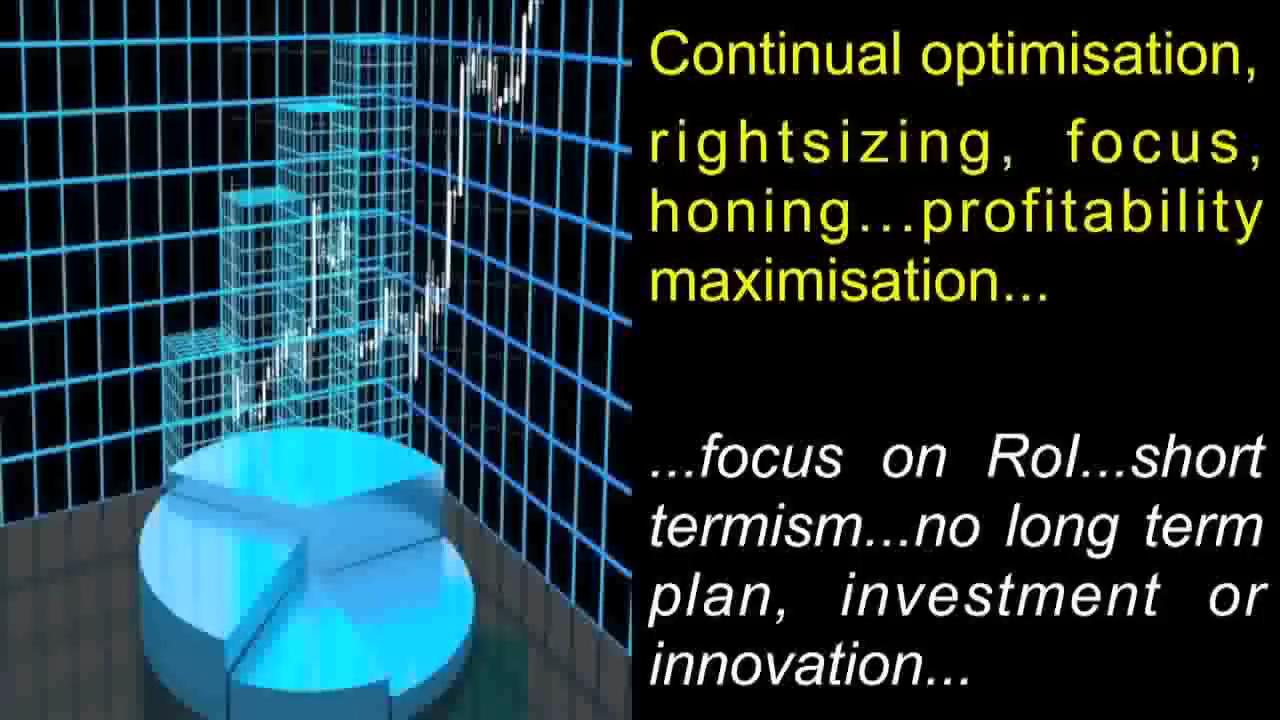 Continual optimisation,
rightsizing, focus,
honing...profitability
maximisation...
...focus on RoI...short
termism...no long term
plan, investment or
innovation...